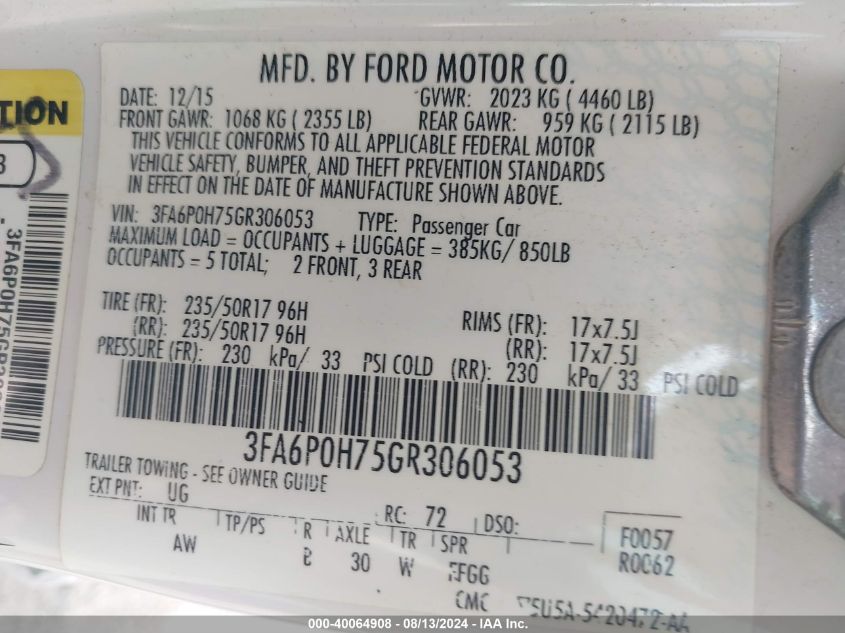 MFD. BY FORD MOTOR CO.
DATE: 12/15 GVWR: 2023 KG ( 4460 LB)
FRONT GAWR: 1068 KG ( 2355 LB) REAR GAWR: 959 KG ( 2115 LB)
THIS VEHICLE CONFORMS TO ALL APPLICABLE FEDERAL MOTOR
VEHICLE SAFETY, BUMPER, AND THEFT PREVENTION STANDARDS
IN EFFECT ON THE DATE OF MANUFACTURE SHOWN ABOVE.
VIN: 3FA6P0H75GR306053 TYPE: Passenger Car
MAXIMUM LOAD = OCCUPANTS + LUGGAGE = 385KG/ 850LB
OCCUPANTS = 5 TOTAL; 2 FRONT, 3 REAR
TIRE (FR): 235/50R17 96H RIMS (FR): 17x7.5J
(RR): 235/50R17 96H (RR): 17x7.5J
PRESSURE (FR): 230 kPa/ 33 PSI COLD (RR): 230 kPa/ 33 PSI COLD
3FA6P0H75GR306053
TRAILER TOWING - SEE OWNER GUIDE
EXT PNT: UG RC: 72 DSO: F0057
INT TR TP/PS R AXLE TR SPR R0062
AW B 30 W FFGG
CMC
000-40064908 - 08/13/2024 - IAA Inc.